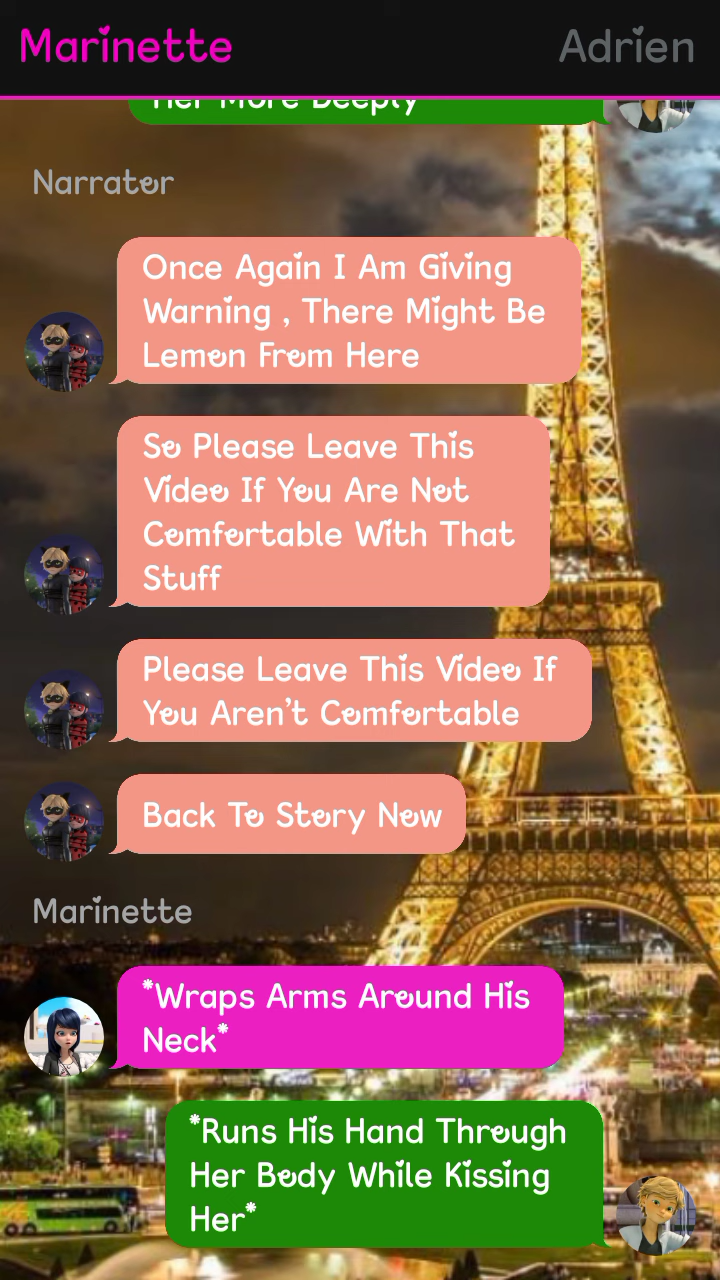 Marinette
Adrien
Her More Deeply
Narrator
Once Again I Am Giving
Warning , There Might Be
Lemon From Here
So Please Leave This
Video If You Are Not
Comfortable With That
Stuff
Please Leave This Video If
You Aren't Comfortable
Back To Story Now
Marinette
*Wraps Arms Around His
Neck*
*Runs His Hand Through
Her Body While Kissing
Her*